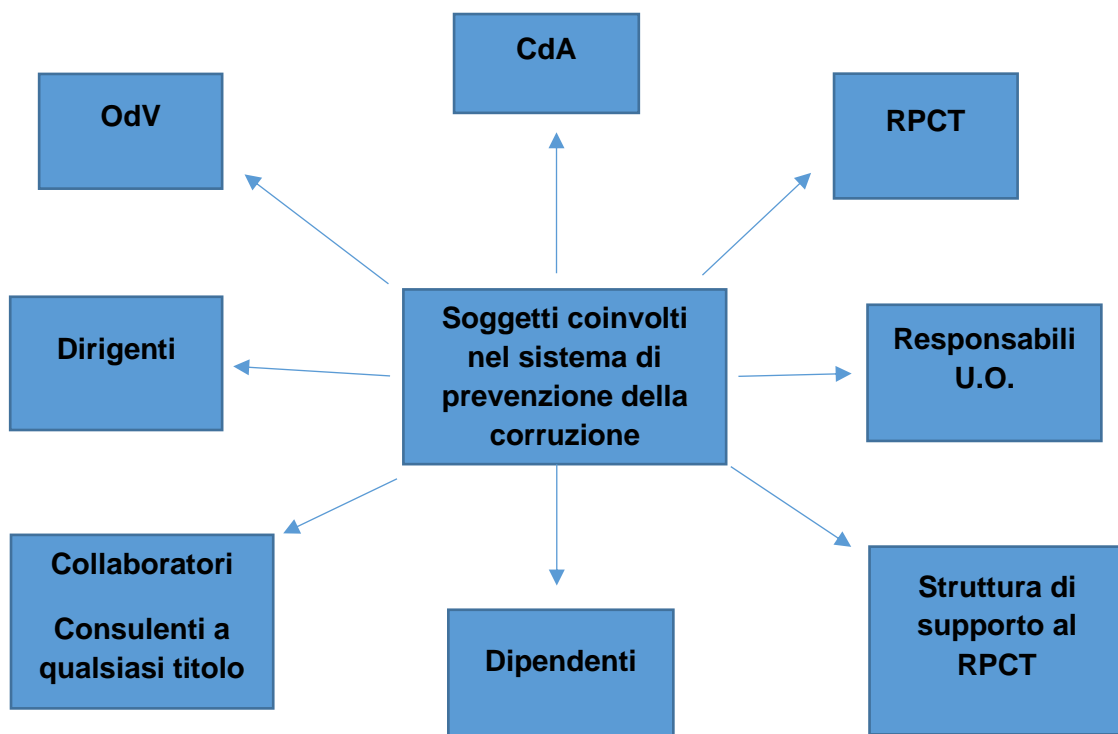 CdA
OdV
RPCT
Soggetti coinvolti
nel sistema di
prevenzione della
corruzione
Dirigenti
Responsabili
U.O.
Collaboratori
Consulenti a
qualsiasi titolo
Dipendenti
Struttura di
supporto al
RPCT